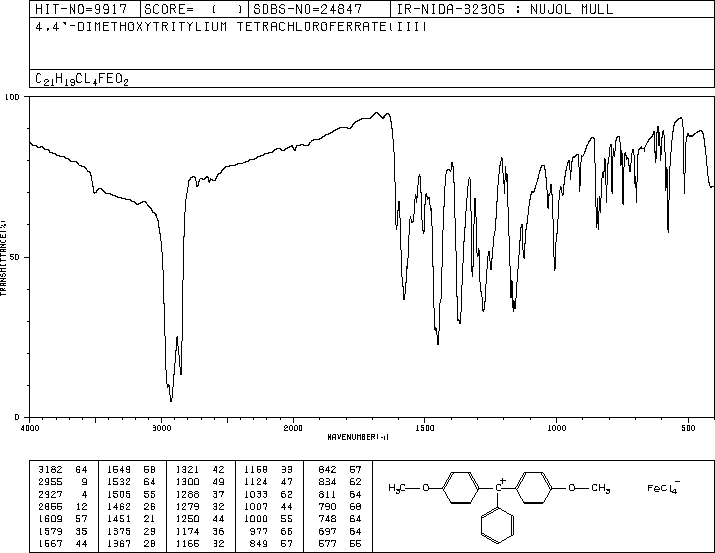 HIT-NO=9917 SCORE= ( ) SDBS-NO=24847 IR-NIDA-32305 : NUJOL MULL
4,4'-DIMETHOXYTRITYLIUM TETRACHLOROFERRATE(III)
C21H19CL4FEO2
100
50
0
TRANSMITTANCE(%)
4000 3000 2000 1500 1000 500
WAVENUMBER(-1)
3182 64 1549 58 1321 42 1168 33 842 57
2955 9 1532 64 1300 49 1124 47 834 62
2927 4 1505 55 1288 37 1033 62 811 64
2855 12 1462 26 1279 32 1007 44 790 68
1609 57 1451 21 1250 44 1000 55 748 64
1579 35 1375 29 1174 36 977 66 697 64
1567 44 1367 28 1165 32 849 57 577 55
H3C O C+ O CH3 FeCl4−